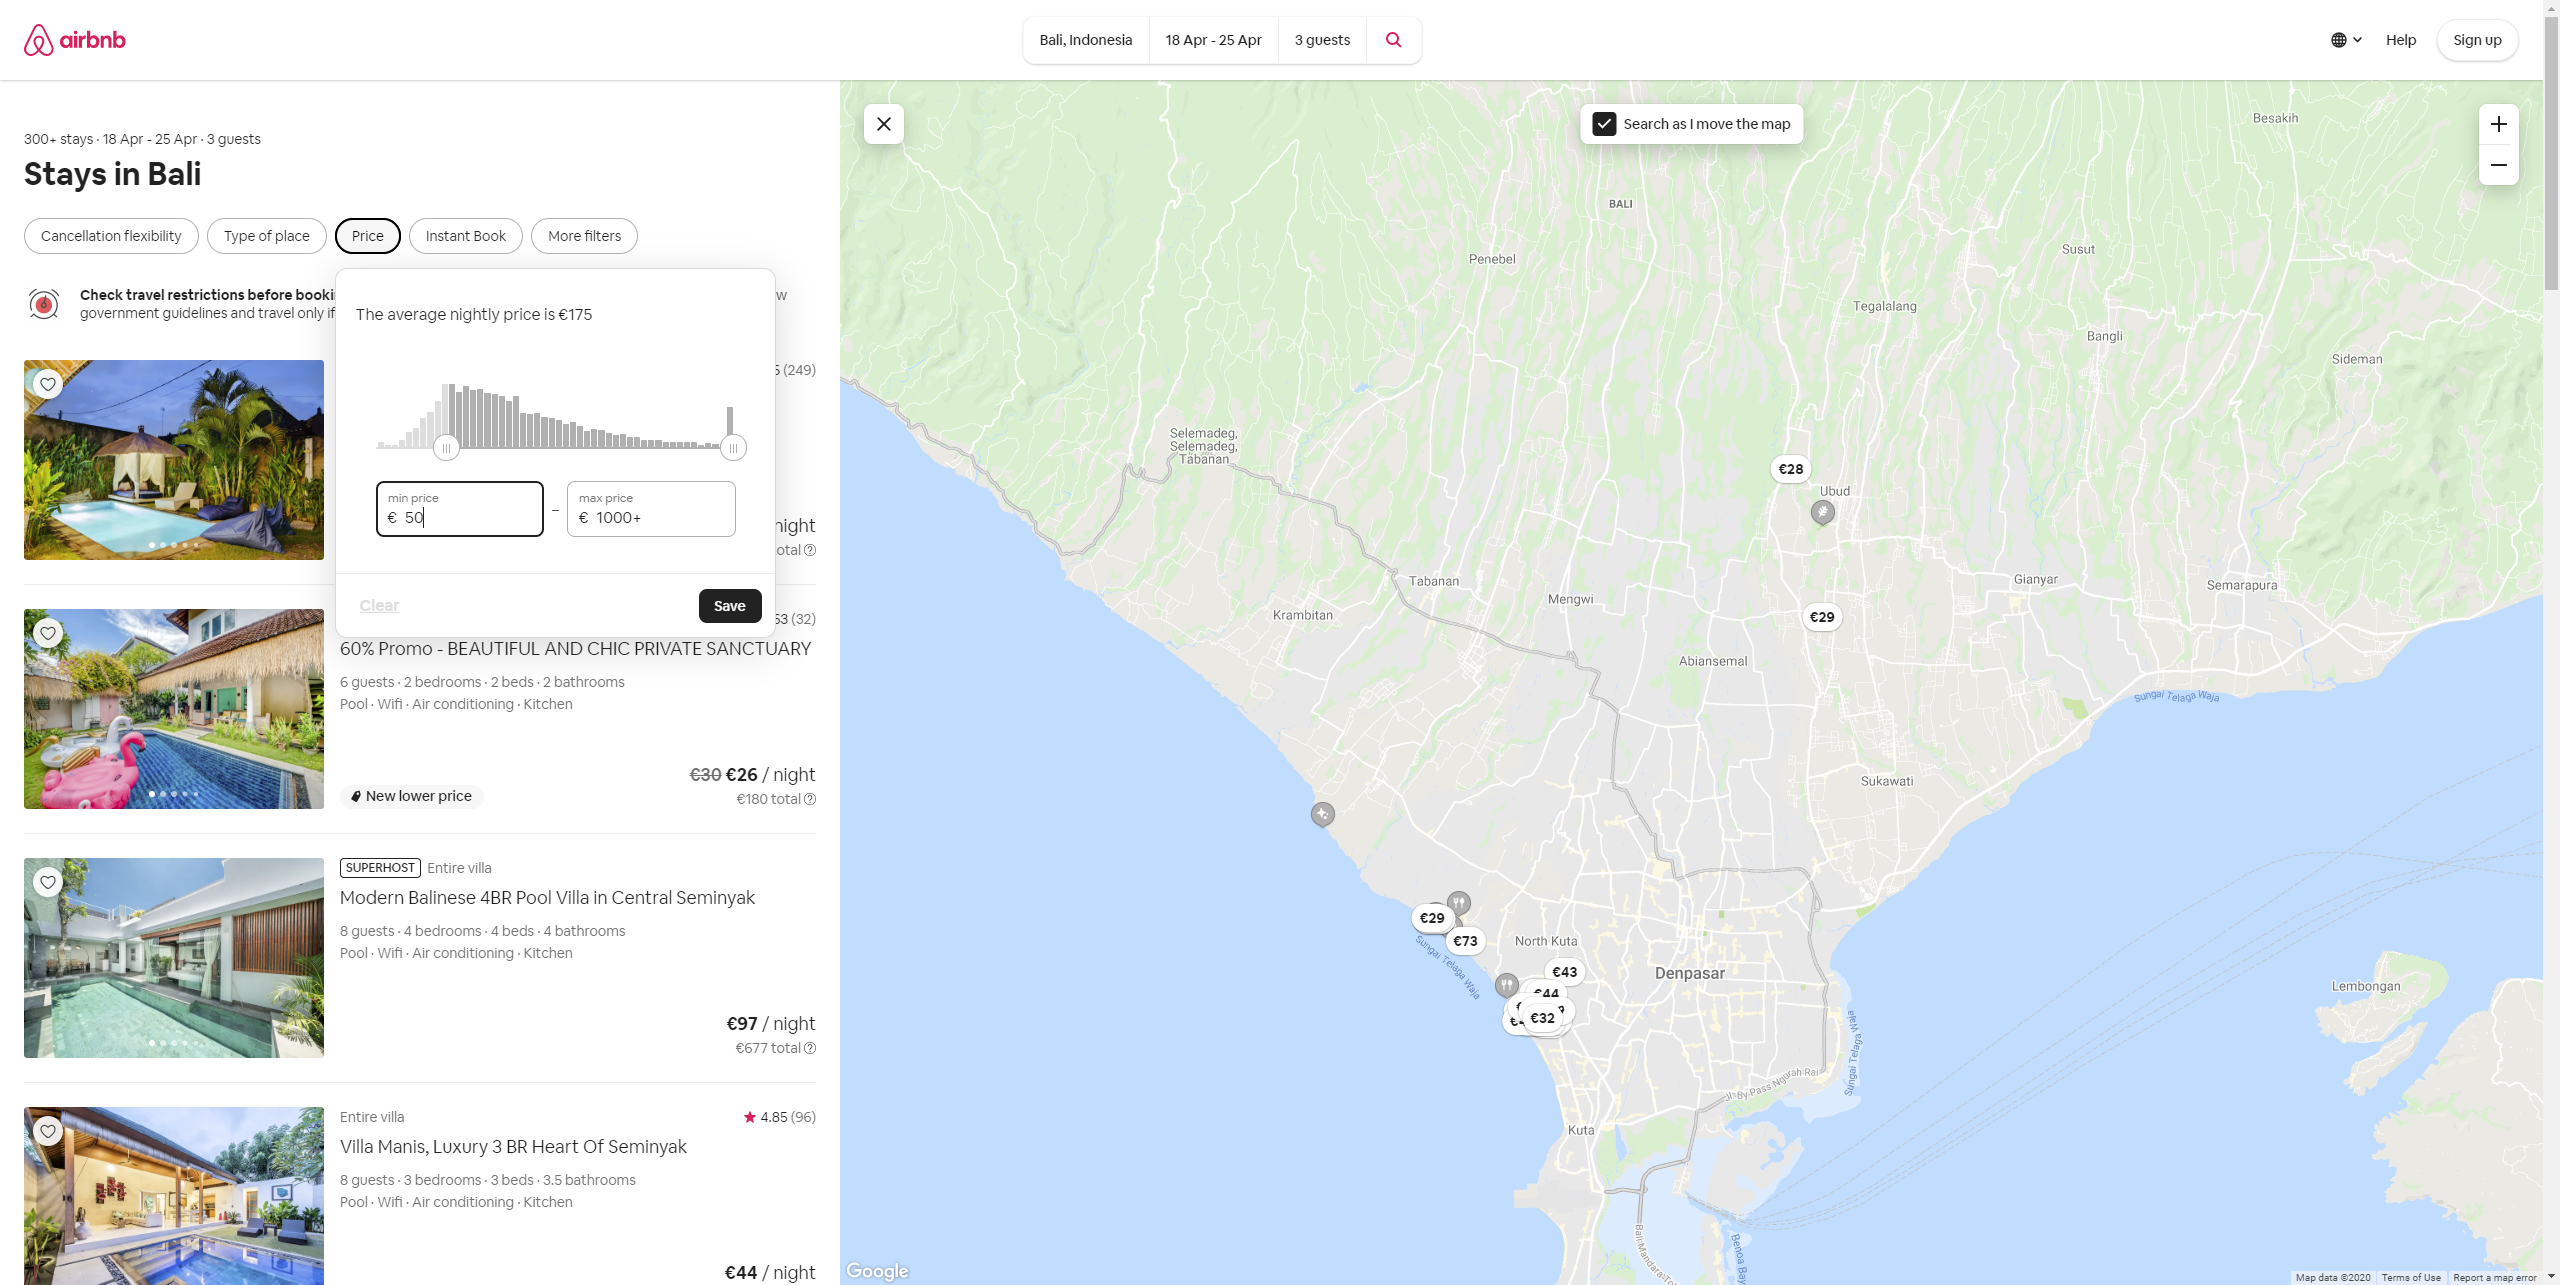 airbnb
Bali, Indonesia
18 Apr - 25 Apr
3 guests
Help
Sign up
300+ stays · 18 Apr - 25 Apr · 3 guests
Stays in Bali
Cancellation flexibility
Type of place
Price
Instant Book
More filters
Check travel restrictions before booki
w
government guidelines and travel only if
The average nightly price is €175
min price
€ 50
–
max price
€ 1000+
Clear
Save
5 (249)
night
otal
53 (32)
60% Promo - BEAUTIFUL AND CHIC PRIVATE SANCTUARY
6 guests · 2 bedrooms · 2 beds · 2 bathrooms
Pool · Wifi · Air conditioning · Kitchen
€30 €26 / night
New lower price
€180 total
SUPERHOST Entire villa
Modern Balinese 4BR Pool Villa in Central Seminyak
8 guests · 4 bedrooms · 4 beds · 4 bathrooms
Pool · Wifi · Air conditioning · Kitchen
€97 / night
€677 total
Entire villa
4.85 (96)
Villa Manis, Luxury 3 BR Heart Of Seminyak
8 guests · 3 bedrooms · 3 beds · 3.5 bathrooms
Pool · Wifi · Air conditioning · Kitchen
€44 / night
Search as I move the map
Besakih
BALI
Penebel
Susut
Tegalalang
Bangli
Sideman
Selemadeg,
Selemadeg,
Tabanan
€28
Ubud
Tabanan
Mengwi
Gianyar
Semarapura
Krambitan
€29
Abiansemal
Sungai Telaga Waja
Sukawati
€29
€73
North Kuta
Sungai Telaga Waja
€43
Denpasar
€44
€32
Lembongan
Sungai Telaga Waja
Jl. By Pass Ngurah Rai
Kuta
Google
Map data ©2020
Terms of Use
Report a map error